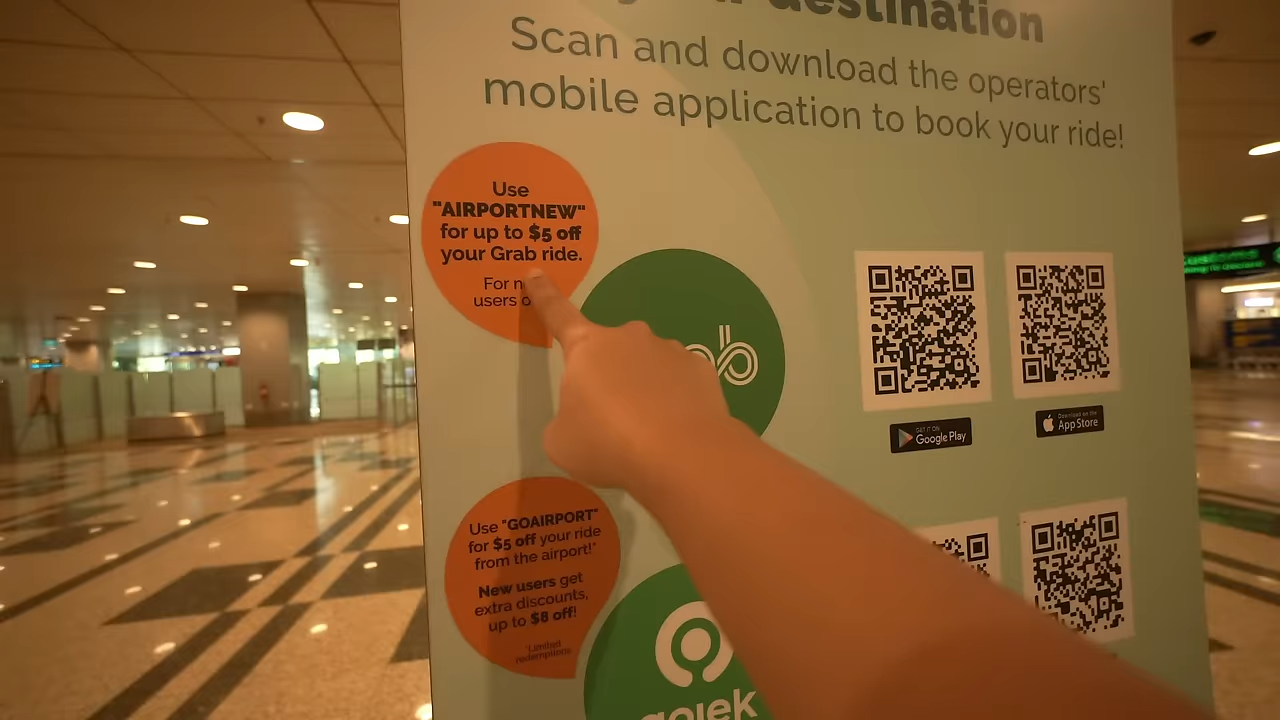 destination
Scan and download the operators'
mobile application to book your ride!
Use
"AIRPORTNEW"
for up to $5 off
your Grab ride.
For
users
GET IT ON
Google Play
Download on the
App Store
Use "GOAIRPORT"
for $5 off your ride
from the airport!*
New users get
extra discounts,
up to $8 off!
*Limited
redemptions
gojek